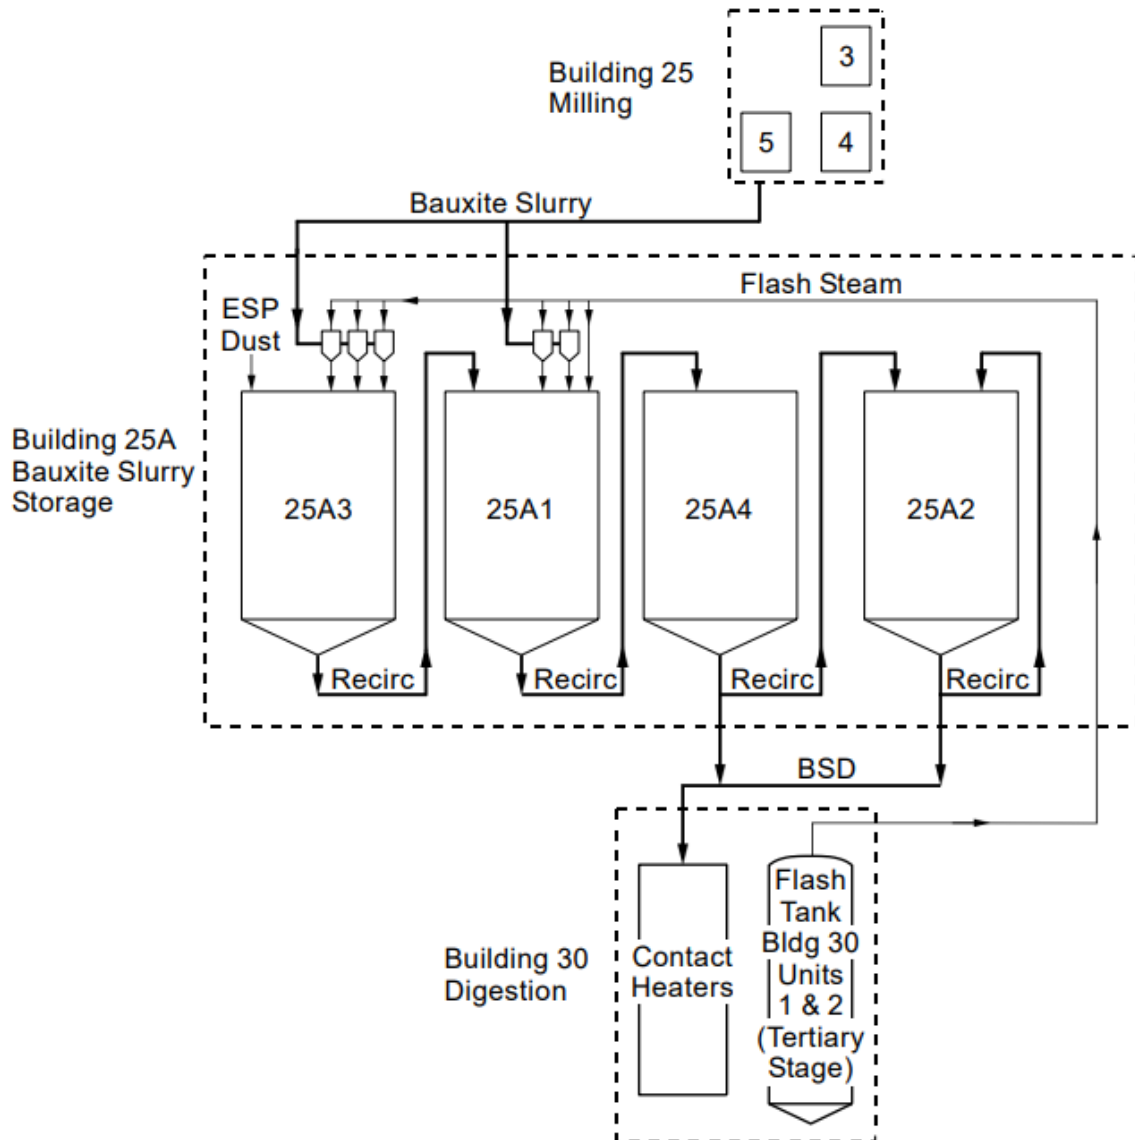 Building 25
Milling
3
5
4
Bauxite Slurry
Flash Steam
ESP
Dust
Building 25A
Bauxite Slurry
Storage
25A3
25A1
25A4
25A2
Recirc
Recirc
Recirc
Recirc
BSD
Building 30
Digestion
Contact
Heaters
Flash
Tank
Bldg 30
Units
1 & 2
(Tertiary
Stage)